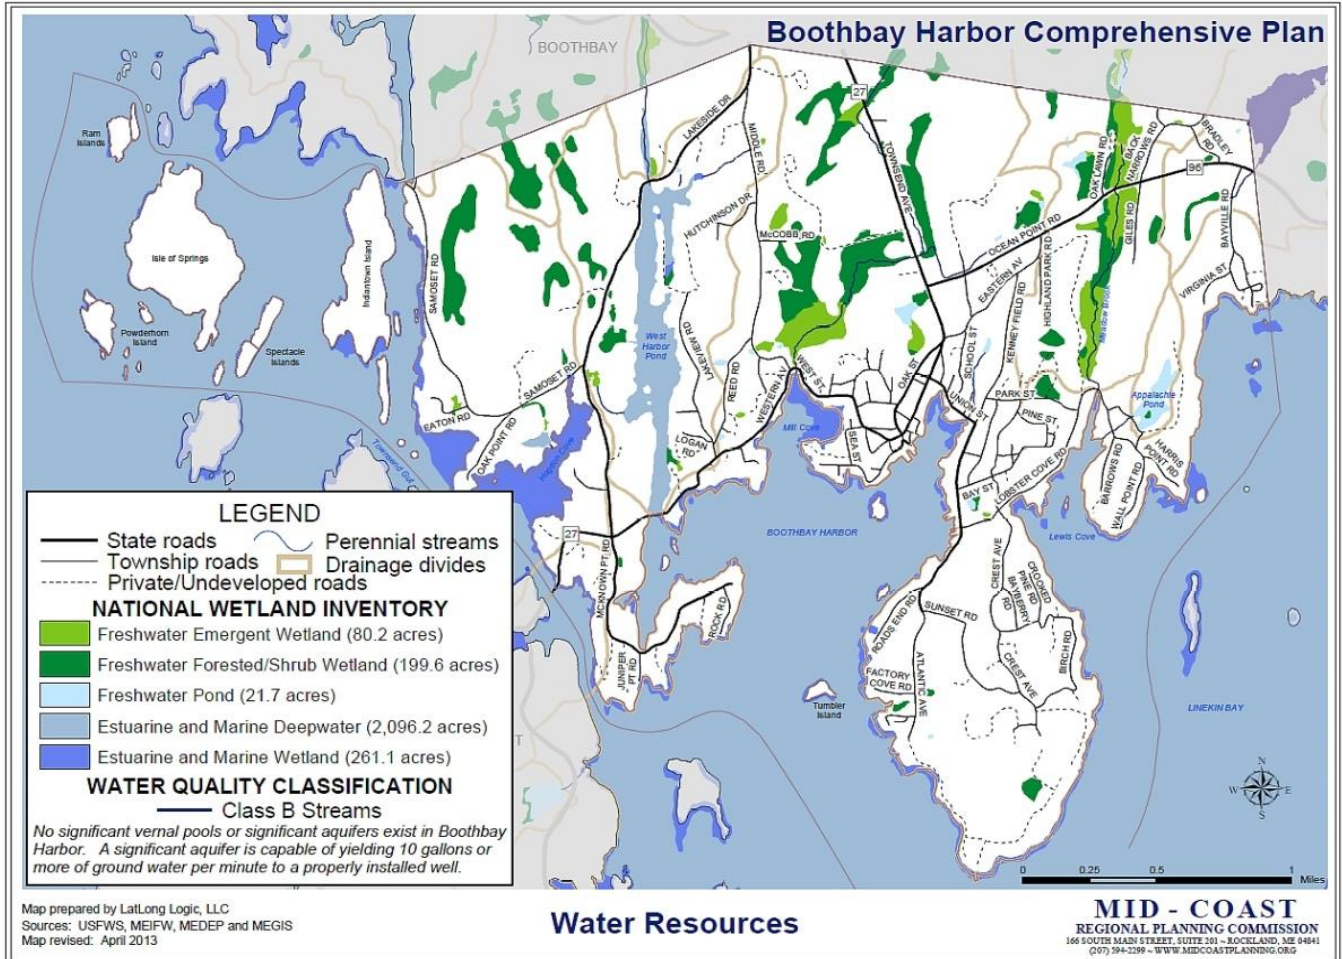 Boothbay Harbor Comprehensive Plan
BOOTHBAY
Ram
Islands
Isle of Springs
Indiantown Island
Powderhorn
Island
Spectacle
Islands
SAMOSET RD
LAKESIDE DR
MIDDLE RD
27
TOWNSEND AVE
OAK LAWN RD
BACK
NARROWS RD
BRADLEY
RD
96
HUTCHINSON DR
McCOBB RD
OCEAN POINT RD
GILES RD
BAYVILLE RD
EASTERN AV
HIGHLAND PARK RD
VIRGINIA ST
KENNEY FIELD RD
Meadow Brook
West
Harbor
Pond
LAKEVIEW RD
REED RD
WESTERN AV
WEST ST
OAK ST
SCHOOL ST
SAMOSET RD
EATON RD
OAK POINT RD
UNION ST
PARK ST
PINE ST
Appalachie
Pond
Townsend Gut
LOGAN
RD
Mill Cove
SEA ST
BARROWS RD
WALL POINT RD
HARRIS
POINT RD
BAY ST
LOBSTER COVE RD
BOOTHBAY HARBOR
Lewis Cove
27
MCKNOWN PT RD
ROCK RD
JUNIPER
PT RD
CREST AVE
CROOKED
PINE RD
BAYBERRY
RD
ROADS END RD
SUNSET RD
BIRCH RD
CREST AVE
FACTORY
COVE RD
ATLANTIC AVE
Tumbler
Island
LINEKIN BAY
T
LEGEND
State roads
Perennial streams
Township roads
Drainage divides
Private/Undeveloped roads
NATIONAL WETLAND INVENTORY
Freshwater Emergent Wetland (80.2 acres)
Freshwater Forested/Shrub Wetland (199.6 acres)
Freshwater Pond (21.7 acres)
Estuarine and Marine Deepwater (2,096.2 acres)
Estuarine and Marine Wetland (261.1 acres)
WATER QUALITY CLASSIFICATION
Class B Streams
No significant vernal pools or significant aquifers exist in Boothbay
Harbor. A significant aquifer is capable of yielding 10 gallons or
more of ground water per minute to a properly installed well.
N
W E
S
0 0.25 0.5 1
Miles
Map prepared by LatLong Logic, LLC
Sources: USFWS, MEIFW, MEDEP and MEGIS
Map revised: April 2013
Water Resources
MID - COAST
REGIONAL PLANNING COMMISSION
166 SOUTH MAIN STREET, SUITE 201 ~ ROCKLAND, ME 04841
(207) 594-2299 ~ WWW.MIDCOASTPLANNING.ORG